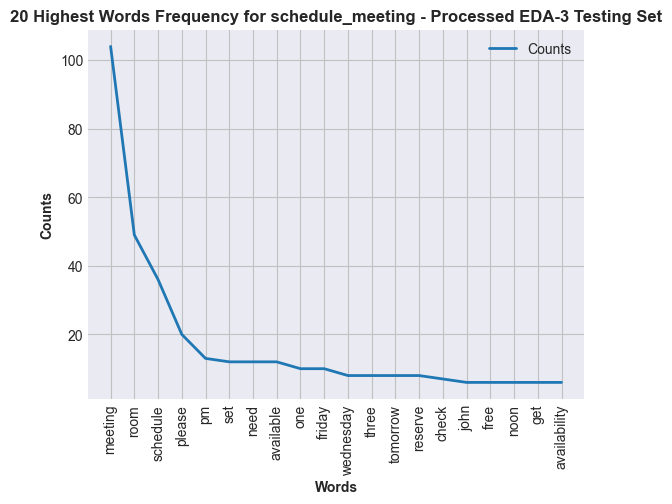 20 Highest Words Frequency for schedule_meeting - Processed EDA-3 Testing Set
Counts
100
80
60
40
20
Counts
meeting
room
schedule
please
pm
set
need
available
one
friday
wednesday
three
tomorrow
reserve
check
john
free
noon
get
availability
Words